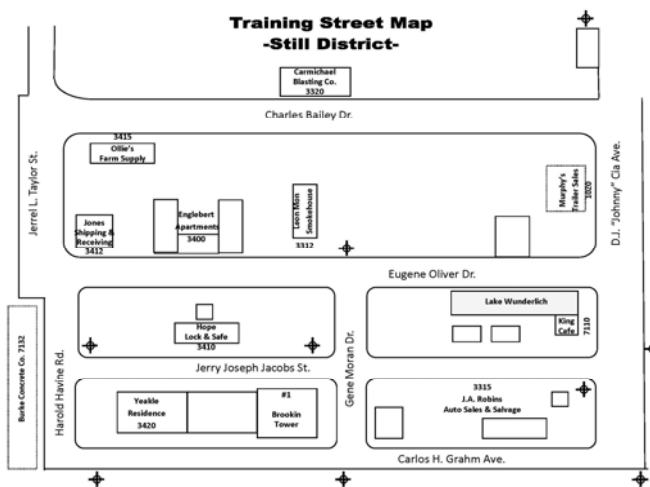 Training Street Map
-Still District-
Carmichael
Blasting Co.
3320
Charles Bailey Dr.
Jerrel L. Taylor St.
3415
Ollie's
Farm Supply
Jones
Shipping &
Receiving
3412
Englebert
Apartments
3400
Leon Mon
Smokehouse
3312
Murphy's
Trailer Sales
1020
D.J. "Johnny" Cia Ave.
Eugene Oliver Dr.
Burke Concrete Co. 7132
Harold Havine Rd.
Hope
Lock & Safe
3410
Jerry Joseph Jacobs St.
Gene Moran Dr.
Lake Wunderlich
King
Cafe
7110
Yeakle
Residence
3420
#1
Brookin
Tower
3315
J.A. Robins
Auto Sales & Salvage
Carlos H. Grahm Ave.